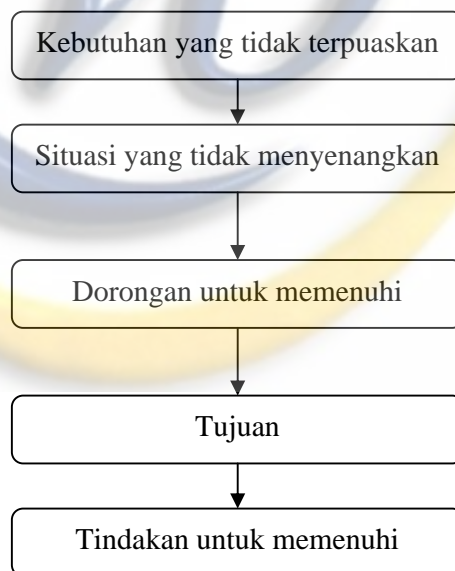 Kebutuhan yang tidak terpuaskan
Situasi yang tidak menyenangkan
Dorongan untuk memenuhi
Tujuan
Tindakan untuk memenuhi